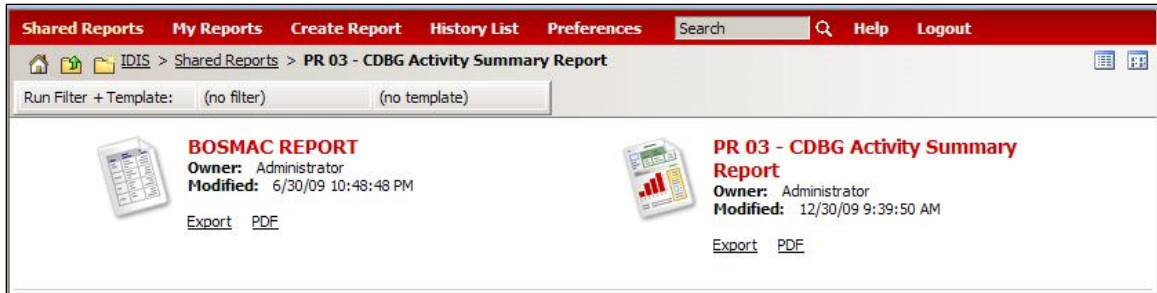 Shared Reports My Reports Create Report History List Preferences Search Help Logout
IDIS > Shared Reports > PR 03 - CDBG Activity Summary Report
Run Filter + Template: (no filter) (no template)
BOSMAC REPORT
Owner: Administrator
Modified: 6/30/09 10:48:48 PM
Export PDF
PR 03 - CDBG Activity Summary
Report
Owner: Administrator
Modified: 12/30/09 9:39:50 AM
Export PDF